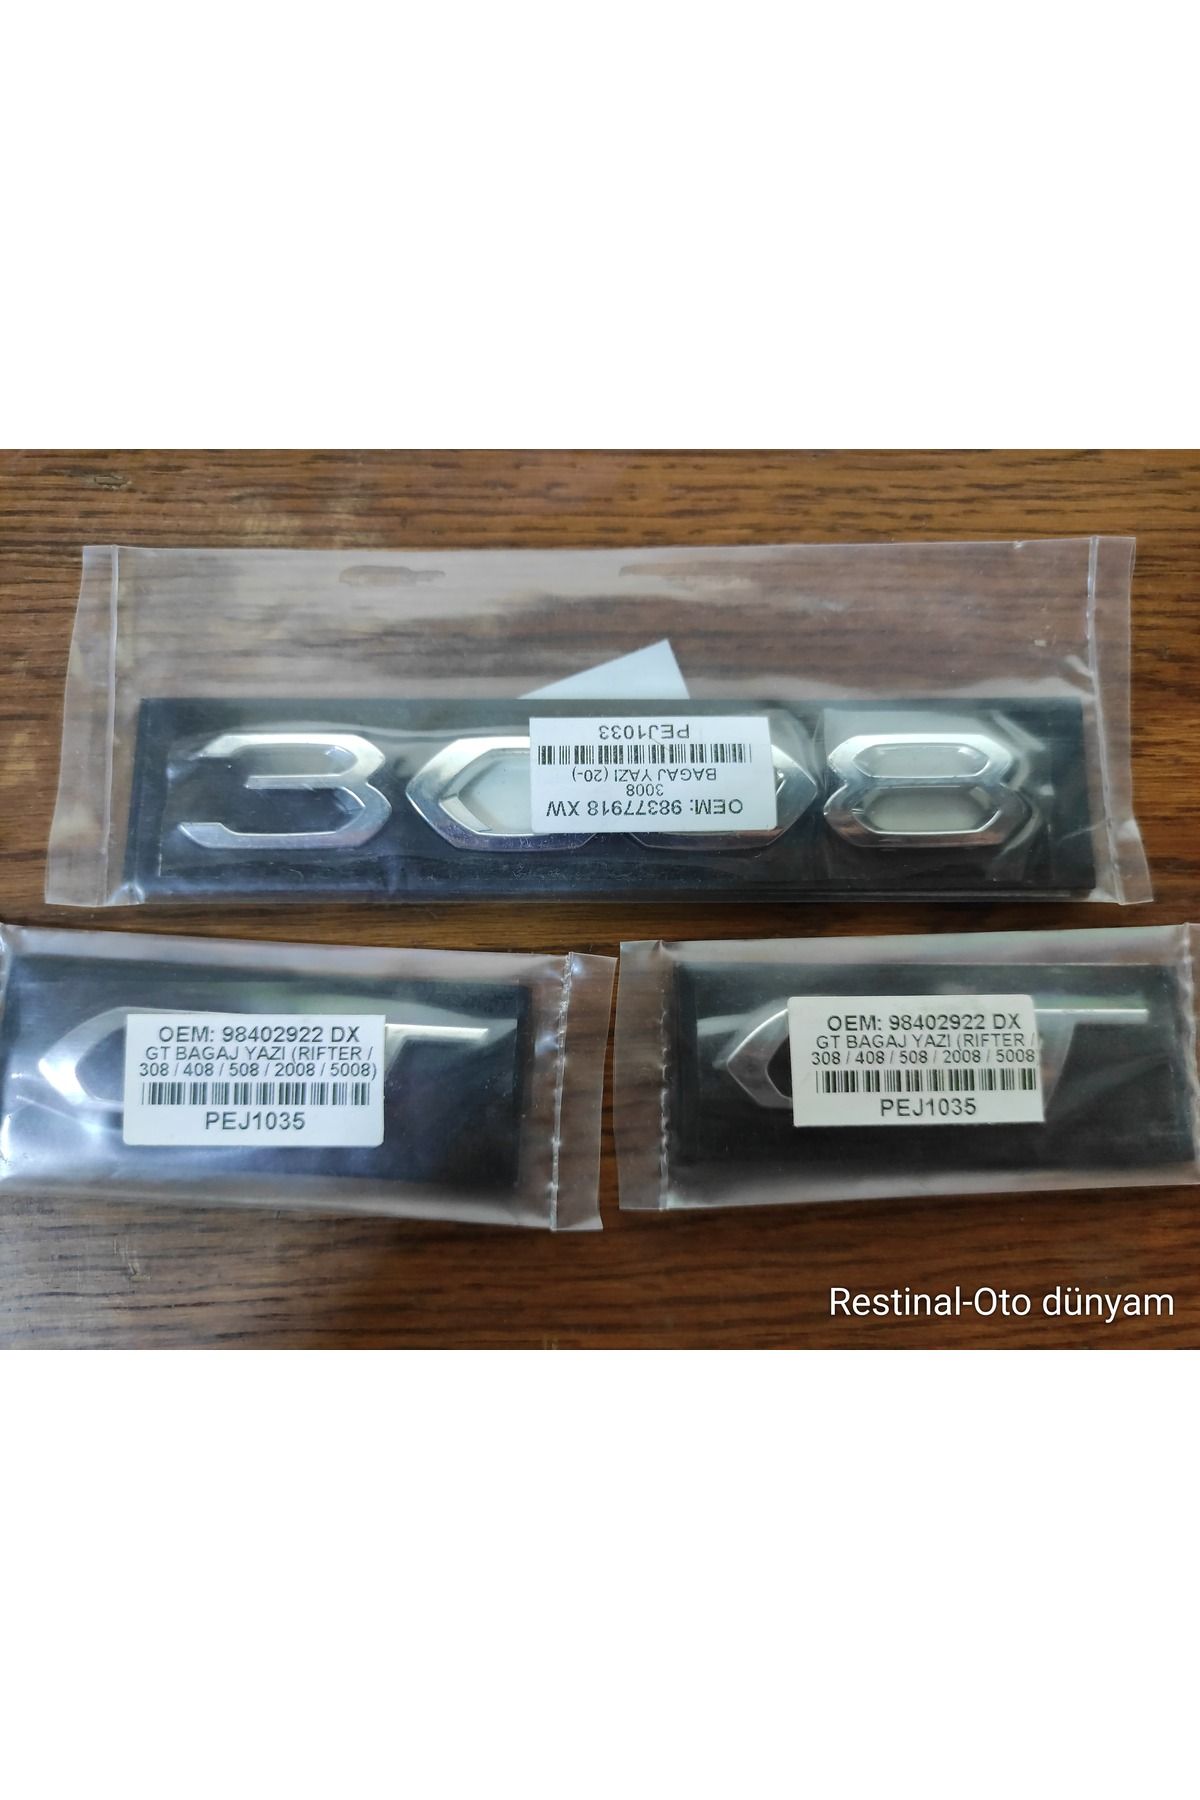 3008
OEM: 98377918 XW
3008
BAGAJ YAZI (20-)
PEJ1033
OEM: 98402922 DX
GT BAGAJ YAZI (RIFTER /
308 / 408 / 508 / 2008 / 5008)
PEJ1035
OEM: 98402922 DX
GT BAGAJ YAZI (RIFTER /
308 / 408 / 508 / 2008 / 5008)
PEJ1035
Restinal-Oto dünyam